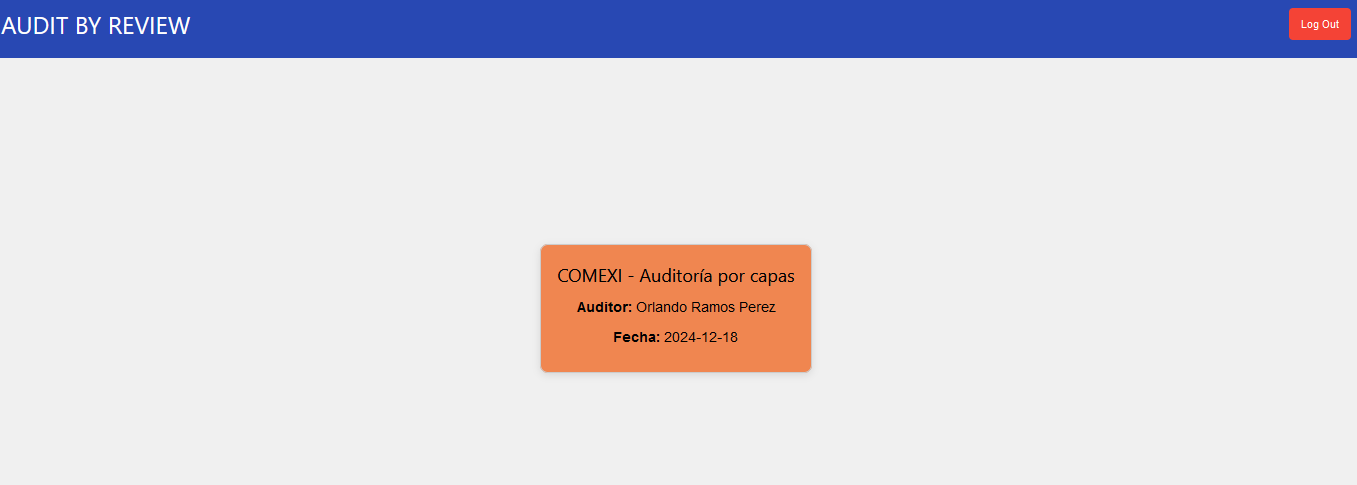 AUDIT BY REVIEW
Log Out
COMEXI - Auditoría por capas
Auditor: Orlando Ramos Perez
Fecha: 2024-12-18